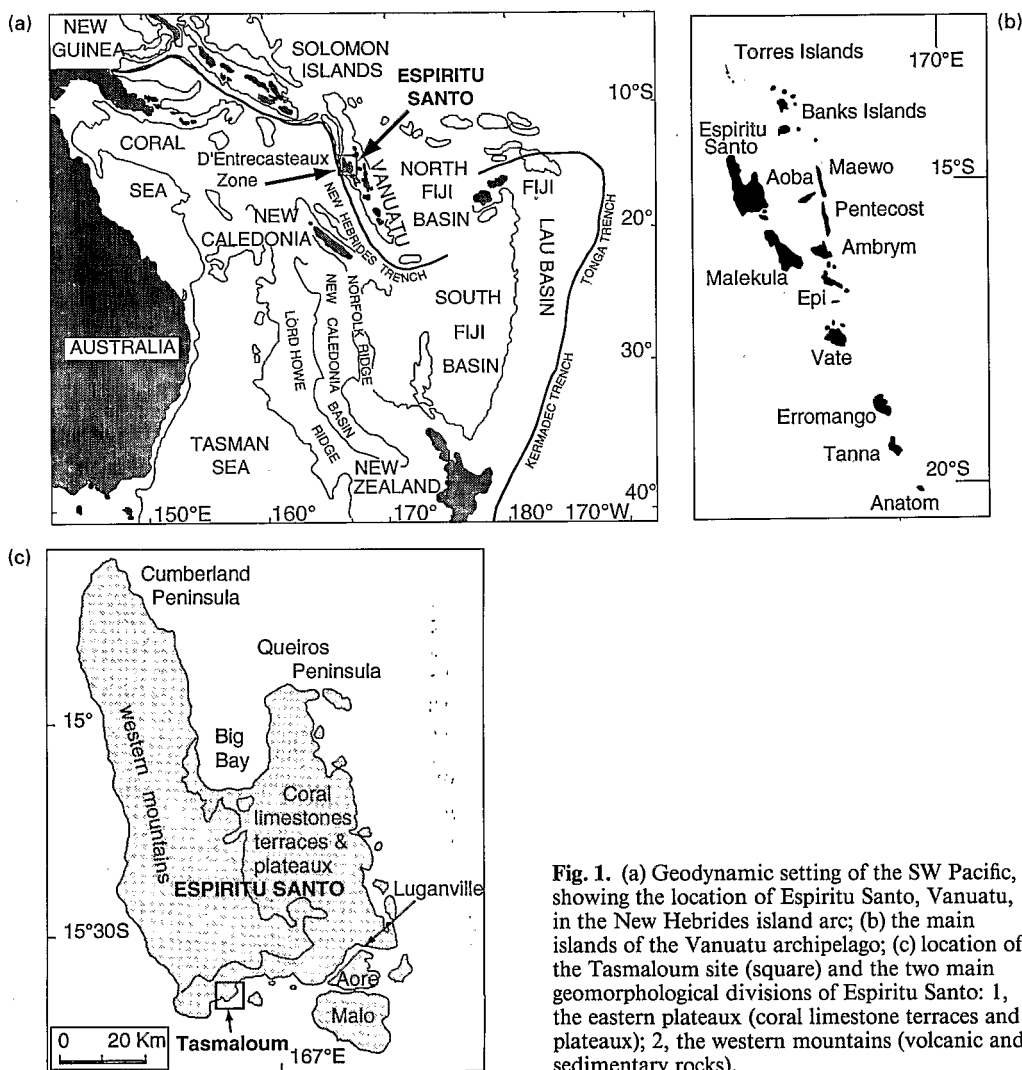 (a)
NEW
GUINEA
SOLOMON
ISLANDS
ESPIRITU
SANTO
10°S
CORAL
SEA
D'Entrecasteaux
Zone
VANUATU
NORTH
FIJI
BASIN
FIJI
NEW
CALEDONIA
NEW HEBRIDES TRENCH
20°
LAU BASIN
TONGA TRENCH
SOUTH
FIJI
BASIN
NORFOLK RIDGE
NEW CALEDONIA BASIN
LORD HOWE RIDGE
AUSTRALIA
30°
KERMADEC TRENCH
TASMAN
SEA
NEW
ZEALAND
40°
150°E
160°
170°
180°
170°W
(b)
170°E
Torres Islands
Banks Islands
Espiritu
Santo
15°S
Maewo
Aoba
Pentecost
Ambrym
Malekula
Epi
Vate
Erromango
Tanna
20°S
Anatom
(c)
Cumberland
Peninsula
Queiros
Peninsula
15°
western mountains
Big
Bay
Coral
limestones
terraces &
plateaux
ESPIRITU SANTO
Luganville
15°30S
Aore
Malo
0 20 Km
Tasmaloum
167°E
Fig. 1. (a) Geodynamic setting of the SW Pacific,
showing the location of Espiritu Santo, Vanuatu,
in the New Hebrides island arc; (b) the main
islands of the Vanuatu archipelago; (c) location of
the Tasmaloum site (square) and the two main
geomorphological divisions of Espiritu Santo: 1,
the eastern plateaux (coral limestone terraces and
plateaux); 2, the western mountains (volcanic and
sedimentary rocks).